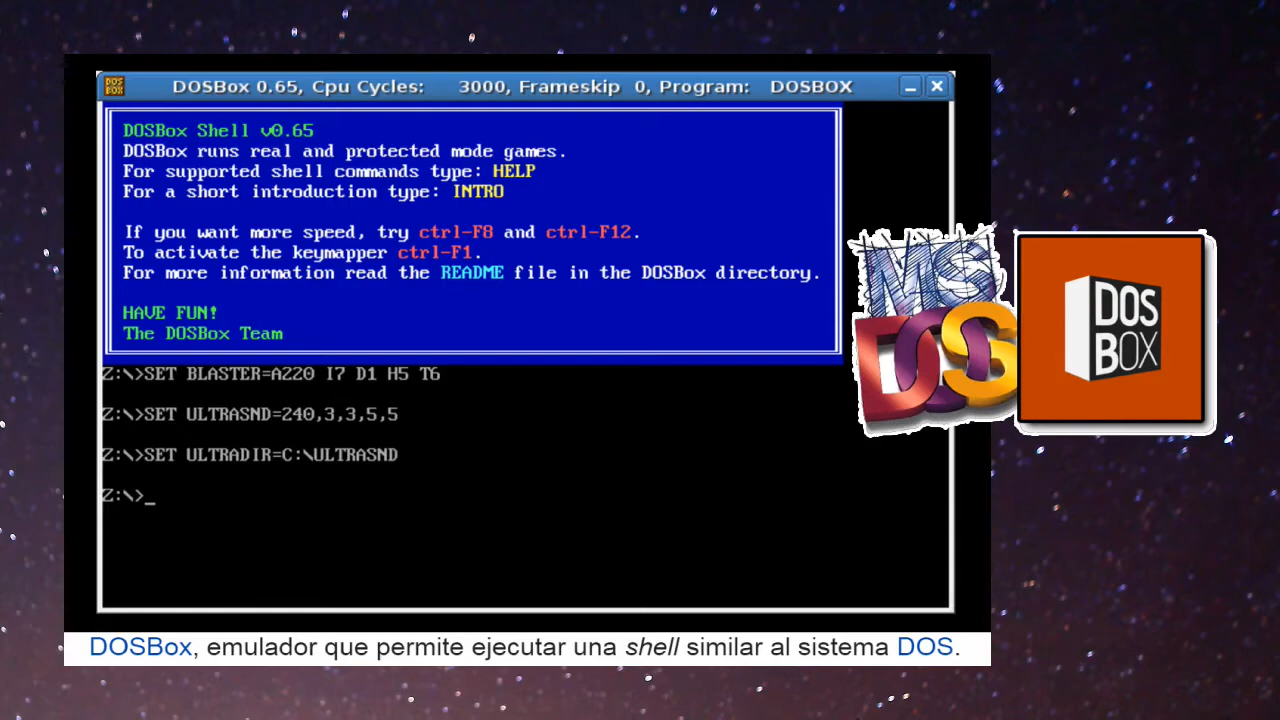 DOSBox 0.65, Cpu Cycles: 3000, Frameskip 0, Program: DOSBOX
DOSBox Shell v0.65
DOSBox runs real and protected mode games.
For supported shell commands type: HELP
For a short introduction type: INTRO
If you want more speed, try ctrl-F8 and ctrl-F12.
To activate the keymapper ctrl-F1.
For more information read the README file in the DOSBox directory.
HAVE FUN!
The DOSBox Team
Z:\>SET BLASTER=A220 I7 D1 H5 T6
Z:\>SET ULTRASND=240,3,3,5,5
Z:\>SET ULTRADIR=C:\ULTRASND
Z:\>_
MS
DOS
DOS
BOX
DOSBox, emulador que permite ejecutar una shell similar al sistema DOS.